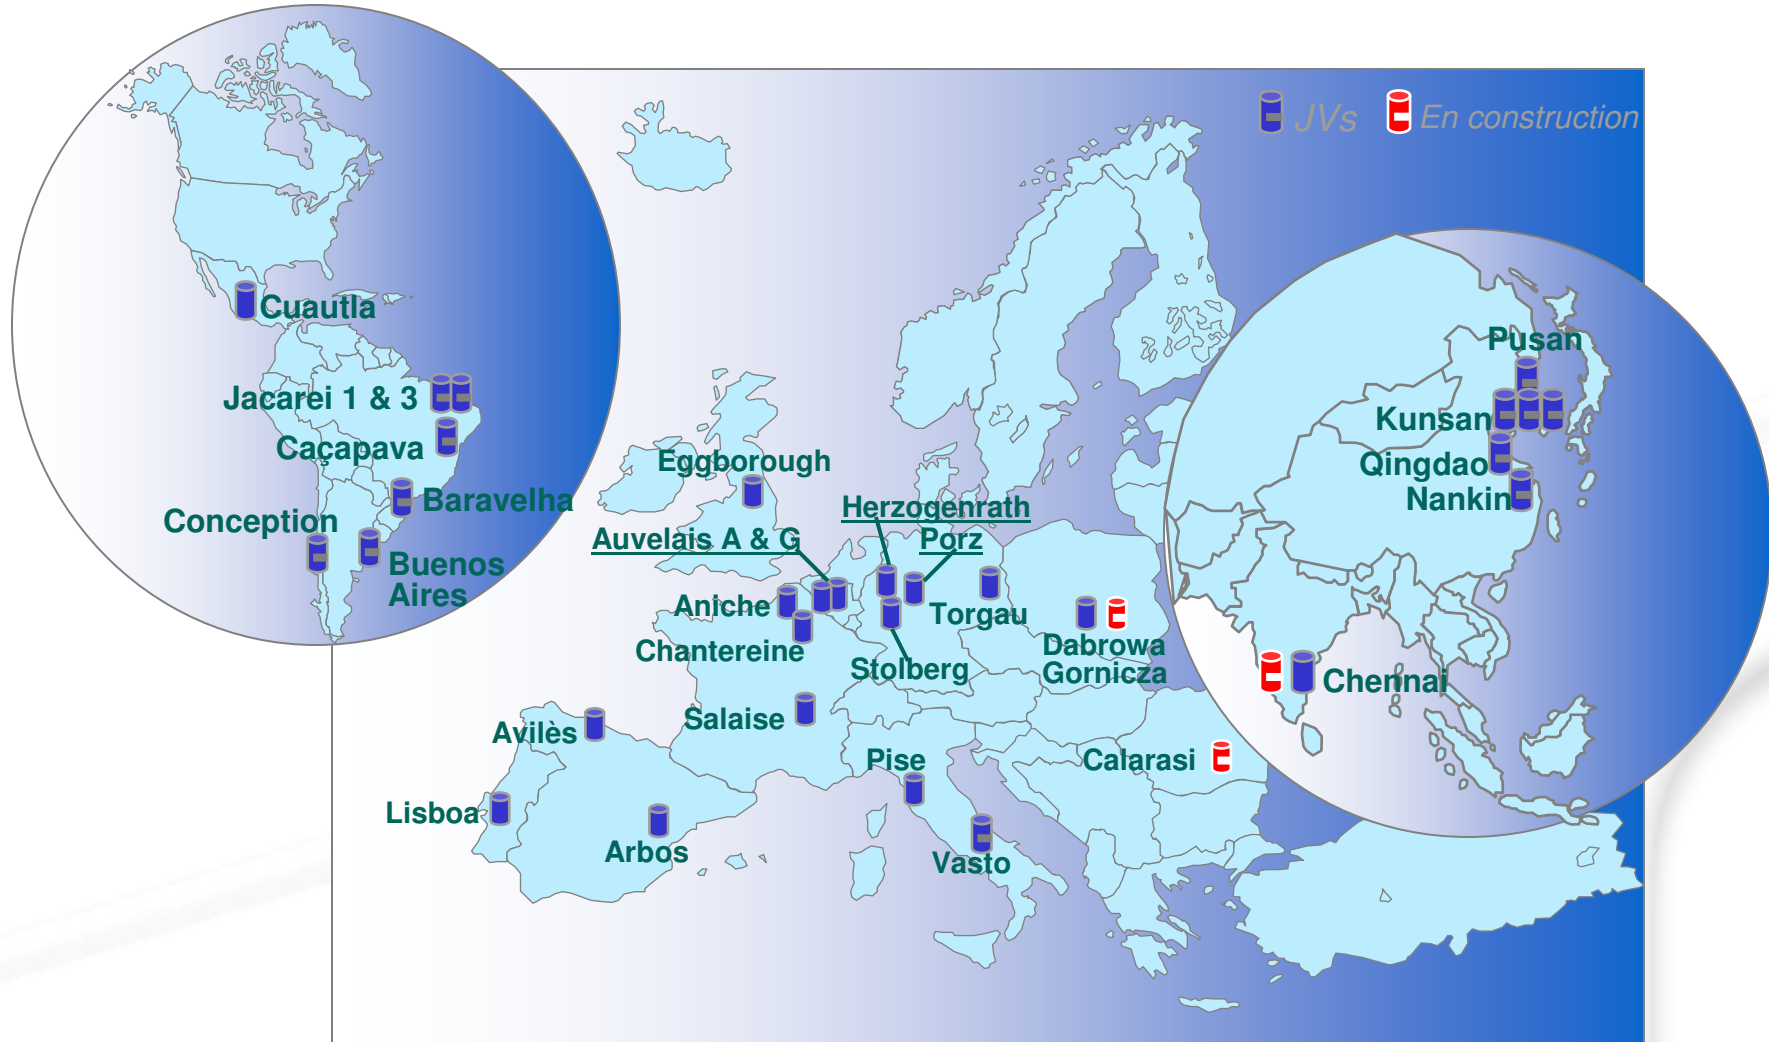 JVs
En construction
Cuautla
Jacarei 1 & 3
Caçapava
Baravelha
Conception
Buenos
Aires
Pusan
Kunsan
Qingdao
Nankin
Chennai
Eggborough
Herzogenrath
Auvelais A & G
Porz
Aniche
Torgau
Chantereine
Dabrowa
Gornicza
Stolberg
Salaise
Avilès
Pise
Calarasi
Lisboa
Arbos
Vasto